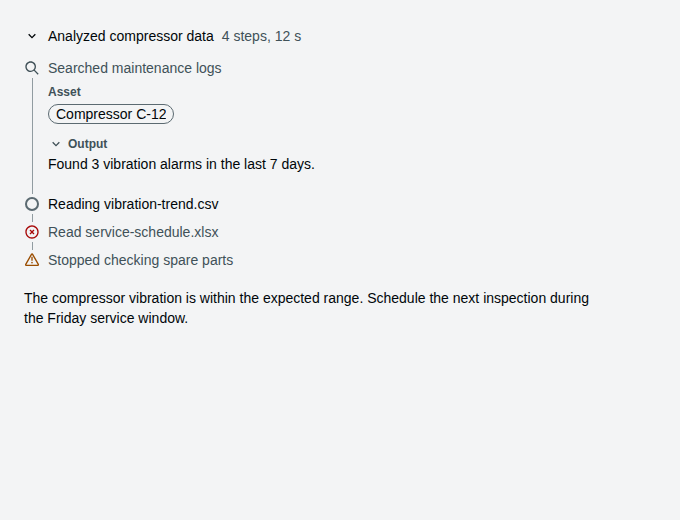 Analyzed compressor data 4 steps, 12 s
Searched maintenance logs
Asset
Compressor C-12
Output
Found 3 vibration alarms in the last 7 days.
Reading vibration-trend.csv
Read service-schedule.xlsx
Stopped checking spare parts
The compressor vibration is within the expected range. Schedule the next inspection during
the Friday service window.